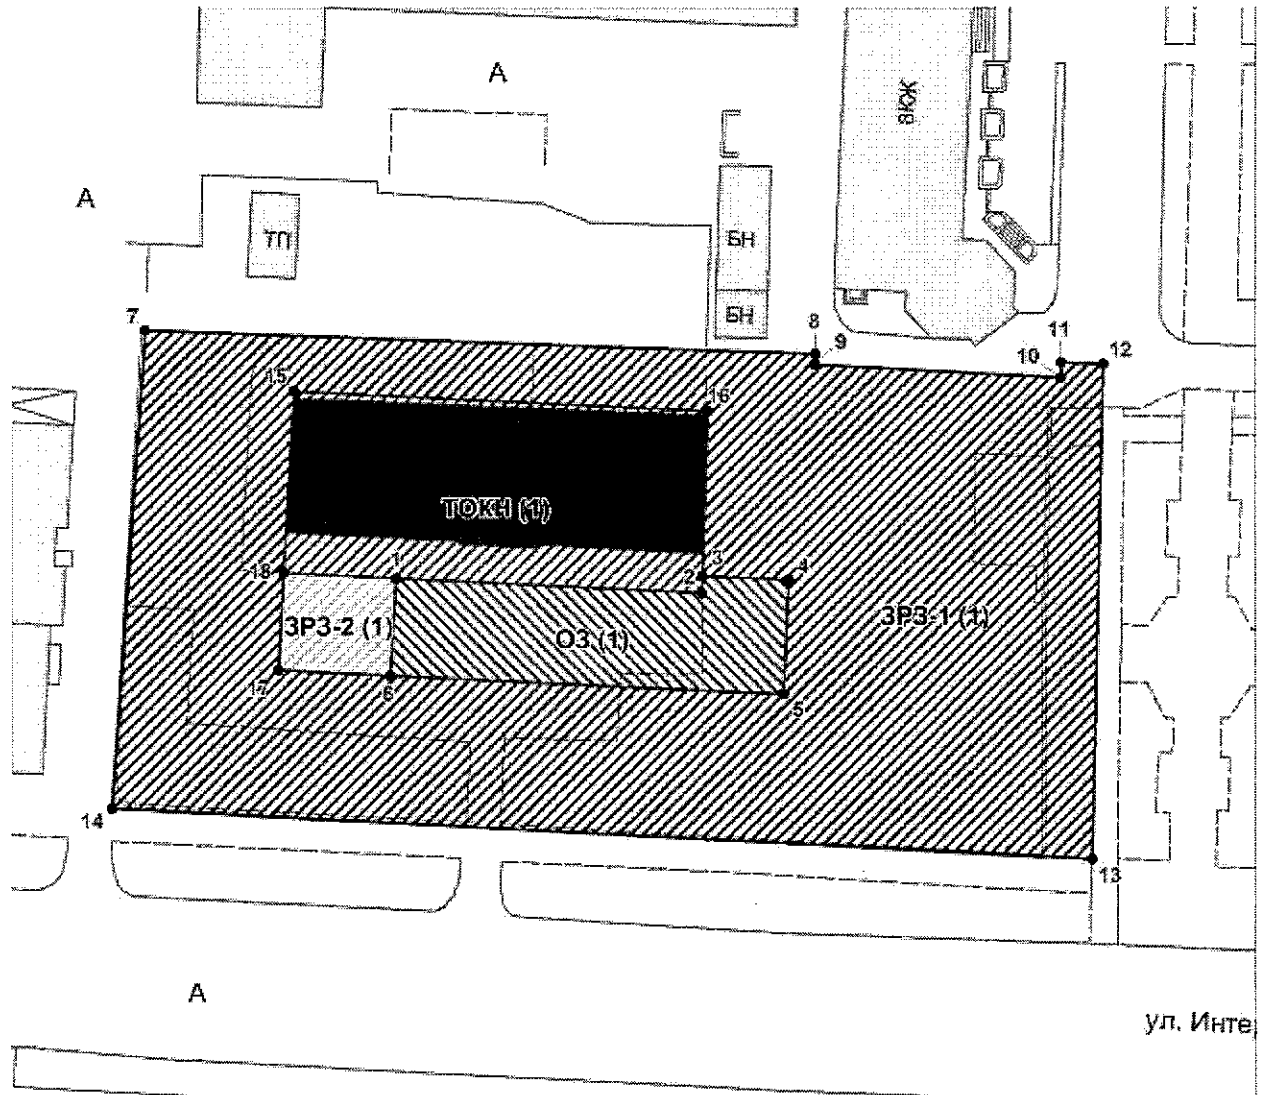 А
8КЖ
А
ТП
БН
БН
7
8
9
11
12
10
15
16
ТОКН (1)
18
1
2
3
4
ЗРЗ-2 (1)
ОЗ (1)
ЗРЗ-1 (1)
17
6
5
14
13
А
ул. Инте